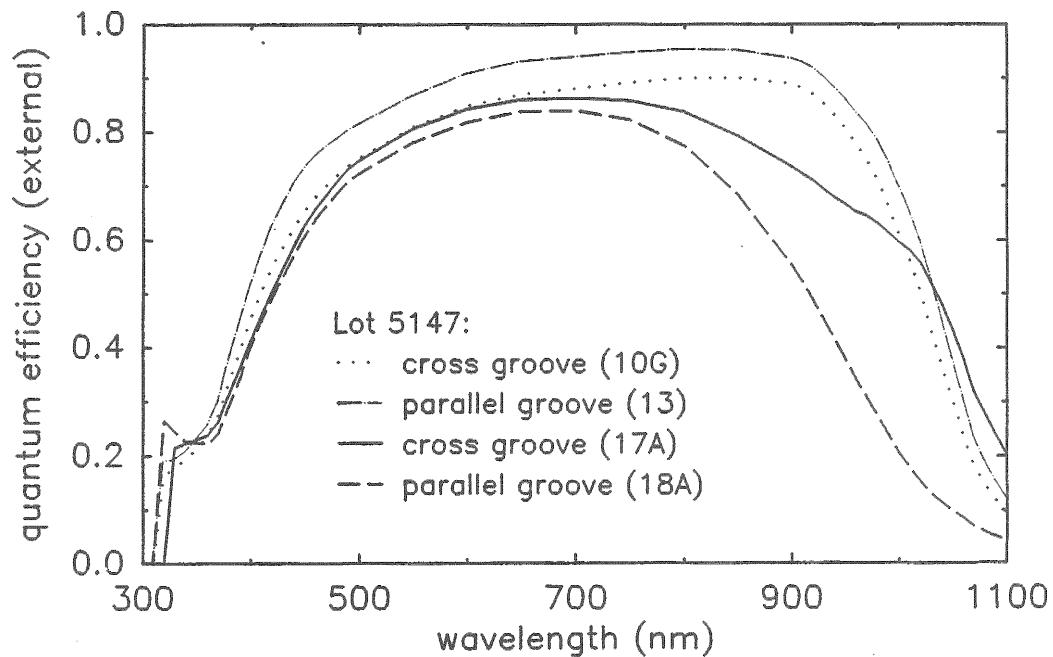 quantum efficiency (external)
1.0
0.8
0.6
0.4
0.2
0.0
Lot 5147:
cross groove (10G)
parallel groove (13)
cross groove (17A)
parallel groove (18A)
300 500 700 900 1100
wavelength (nm)